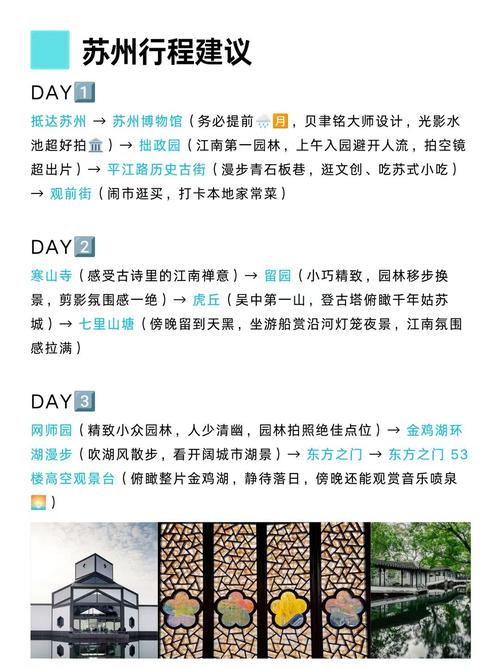 苏州行程建议
DAY1️⃣
抵达苏州 → 苏州博物馆（务必提前🌧️🈷️，贝聿铭大师设计，光影水
池超好拍🏛️）→ 拙政园（江南第一园林，上午入园避开人流，拍空镜
超出片）→ 平江路历史古街（漫步青石板巷，逛文创、吃苏式小吃）
→ 观前街（闹市逛买，打卡本地家常菜）
DAY2️⃣
寒山寺（感受古诗里的江南禅意）→ 留园（小巧精致，园林移步换
景，剪影氛围感一绝）→ 虎丘（吴中第一山，登古塔俯瞰千年姑苏
城）→ 七里山塘（傍晚留到天黑，坐游船赏沿河灯笼夜景，江南氛围
感拉满）
DAY3️⃣
网师园（精致小众园林，人少清幽，园林拍照绝佳点位）→ 金鸡湖环
湖漫步（吹湖风散步，看开阔城市湖景）→ 东方之门 → 东方之门 53
楼高空观景台（俯瞰整片金鸡湖，静待落日，傍晚还能观赏音乐喷泉
🌅）